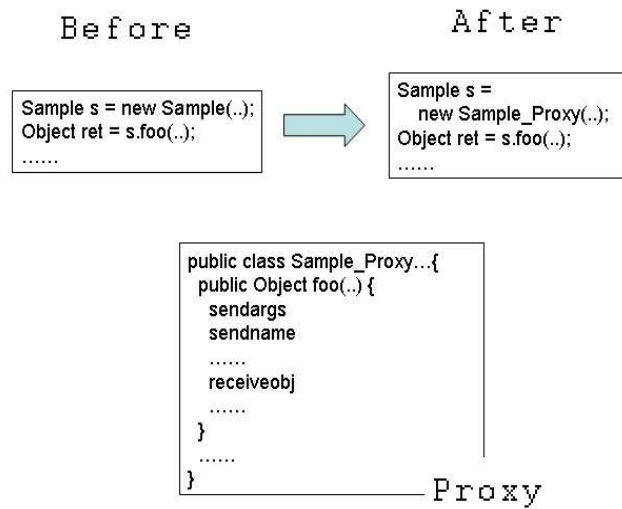 Before
After
Sample s = new Sample(..);
Object ret = s.foo(..);
......
Sample s =
new Sample_Proxy(..);
Object ret = s.foo(..);
......
public class Sample_Proxy...{
public Object foo(..) {
sendargs
sendname
......
receiveobj
......
}
......
}
Proxy